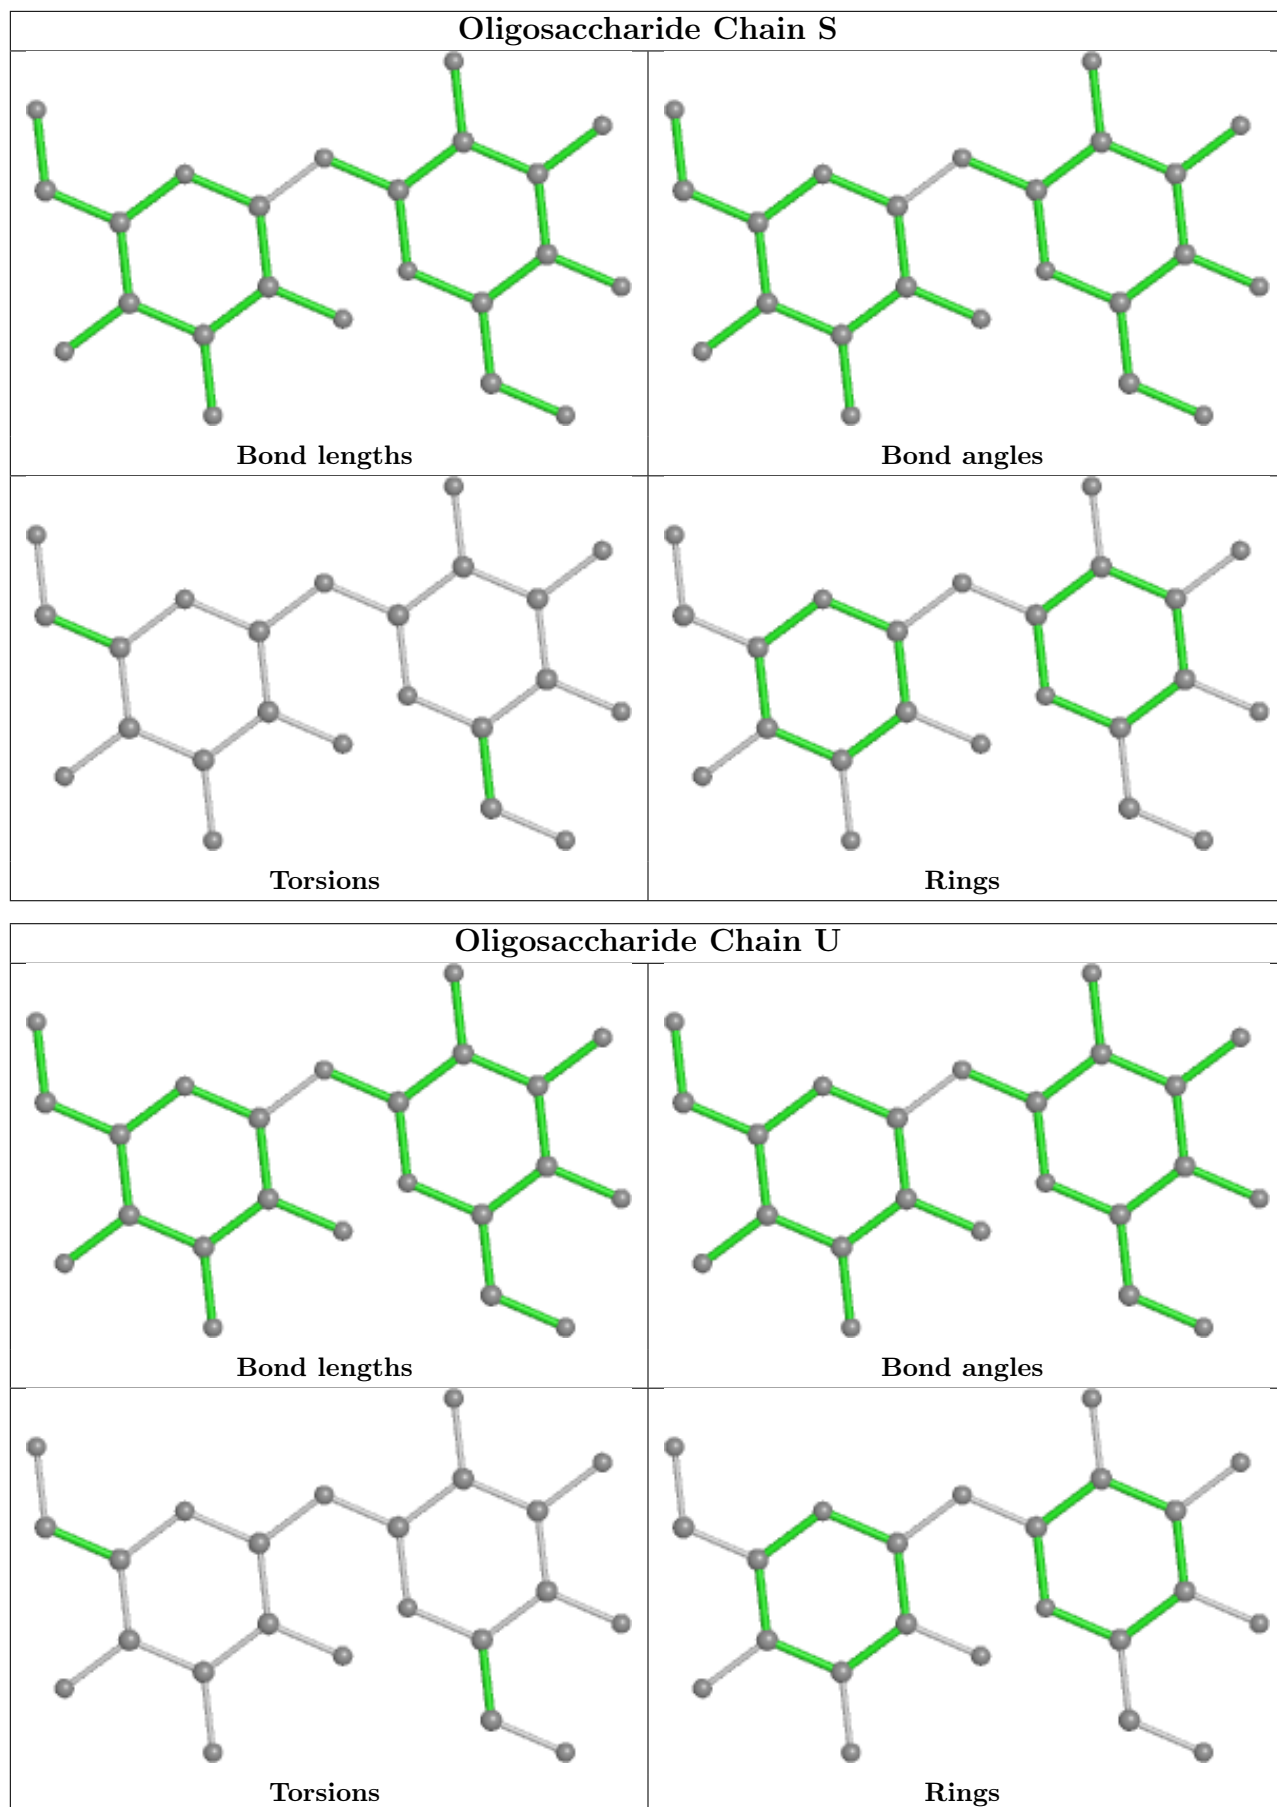 Oligosaccharide Chain S
Bond lengths
Bond angles
Torsions
Rings
Oligosaccharide Chain U
Bond lengths
Bond angles
Torsions
Rings